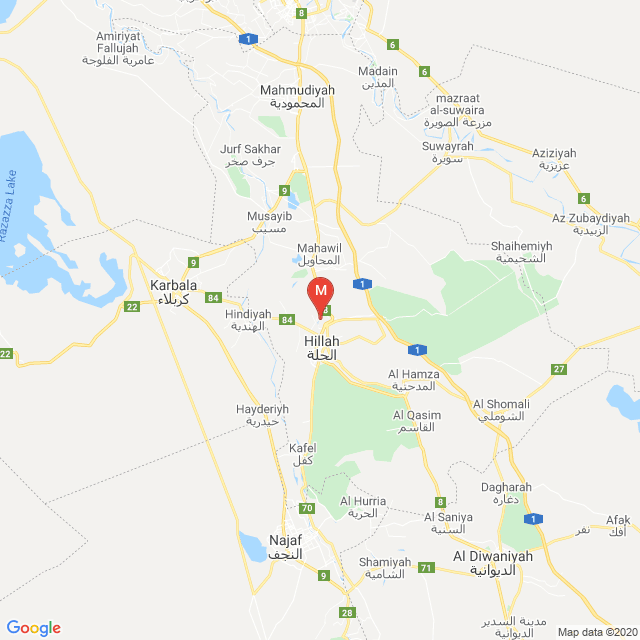 8
1
6
Amiriyat
Fallujah
عامرية الفلوجة
Madain
المدين
6
Mahmudiyah
المحمودية
mazraat
al-suwaira
مزرعة الصويرة
Jurf Sakhar
جرف صخر
Suwayrah
سويرة
Aziziyah
عزيزية
Razazza Lake
9
6
Musayib
مسيب
Az Zubaydiyah
الزبيدية
Mahawil
المحاويل
Shaihemiyh
الشحيمية
9
Karbala
كربلاء
1
M
84
8
22
Hindiyah
الهندية
84
Hillah
الحلة
1
22
27
Al Hamza
المدحتية
Hayderiyh
حيدرية
Al Qasim
القاسم
Al Shomali
الشوملي
Kafel
كفل
Dagharah
دغاره
70
Al Hurria
الحرية
8
Al Saniya
السنية
1
نفر
Afak
أفك
Najaf
النجف
Al Diwaniyah
الديوانية
Shamiyah
الشامية
71
9
28
مدينة السدير
الديوانية
Google
Map data ©2020